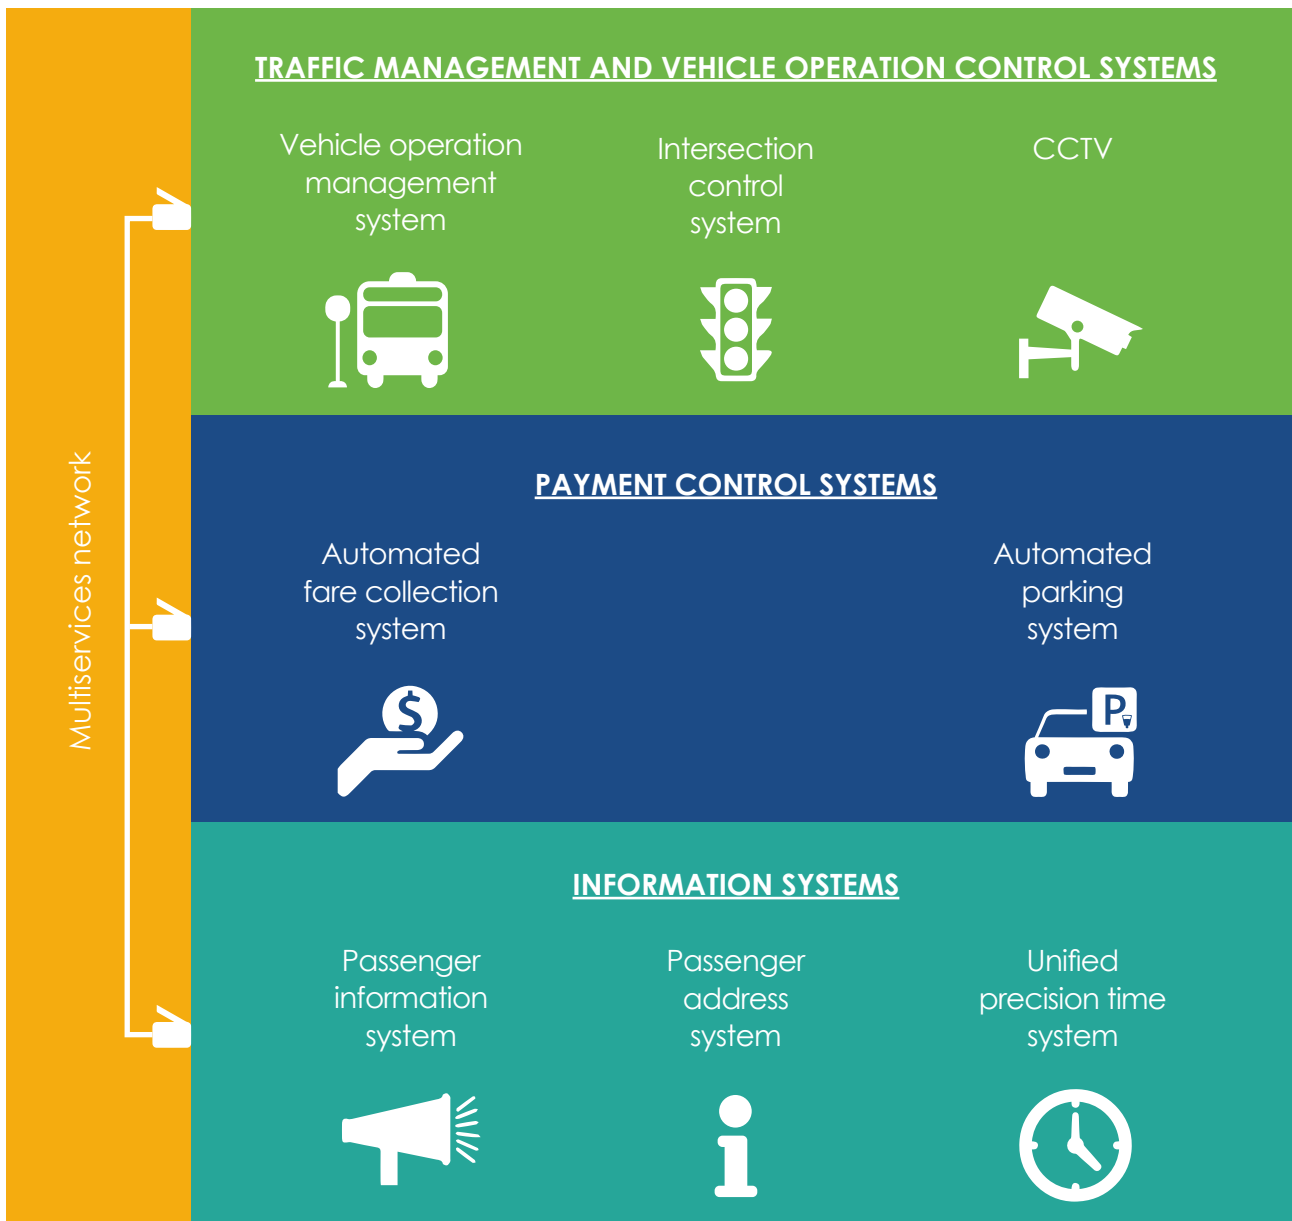 TRAFFIC MANAGEMENT AND VEHICLE OPERATION CONTROL SYSTEMS
Vehicle operation
management
system
Intersection
control
system
CCTV
Multiservices network
PAYMENT CONTROL SYSTEMS
Automated
fare collection
system
$
Automated
parking
system
P
INFORMATION SYSTEMS
Passenger
information
system
Passenger
address
system
i
Unified
precision time
system